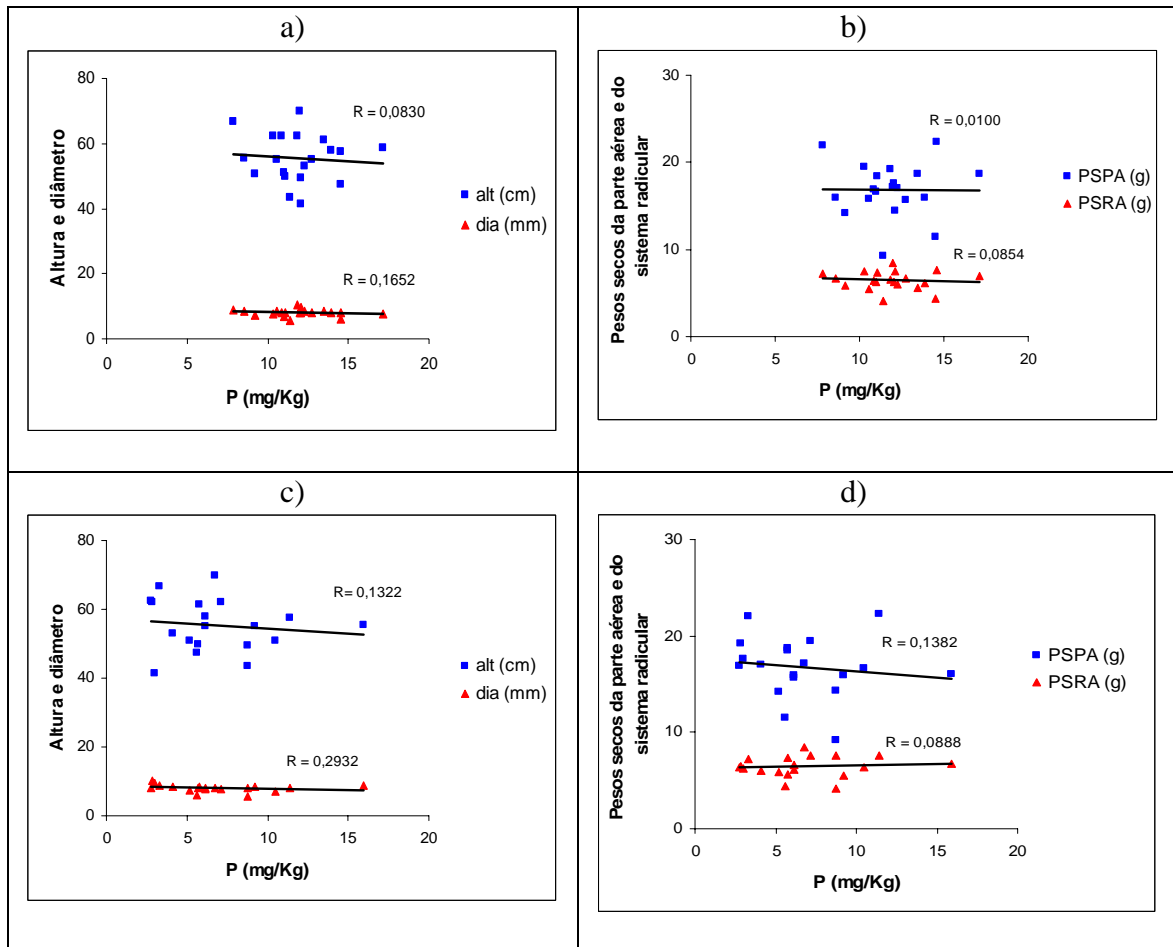 a)
80
60
40
20
0
0 5 10 15 20
Altura e diâmetro
P (mg/Kg)
R = 0,0830
R = 0,1652
alt (cm)
dia (mm)
b)
30
20
10
0
0 5 10 15 20
Pesos secos da parte aérea e do
sistema radicular
P (mg/Kg)
R = 0,0100
R = 0,0854
PSPA (g)
PSRA (g)
c)
80
60
40
20
0
0 5 10 15 20
Altura e diâmetro
P (mg/Kg)
R=0,1322
R = 0,2932
alt (cm)
dia (mm)
d)
30
20
10
0
0 5 10 15 20
Pesos secos da parte aérea e do
sistema radicular
P (mg/Kg)
R = 0,1382
R = 0,0888
PSPA (g)
PSRA (g)